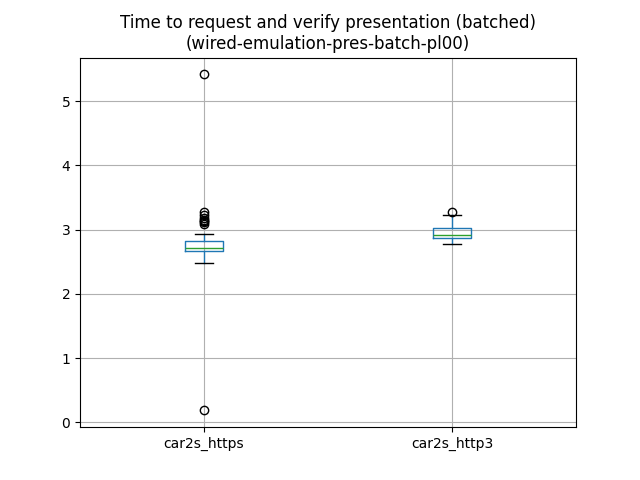 Time to request and verify presentation (batched)
(wired-emulation-pres-batch-pl00)
5
4
3
2
1
0
car2s_https
car2s_http3